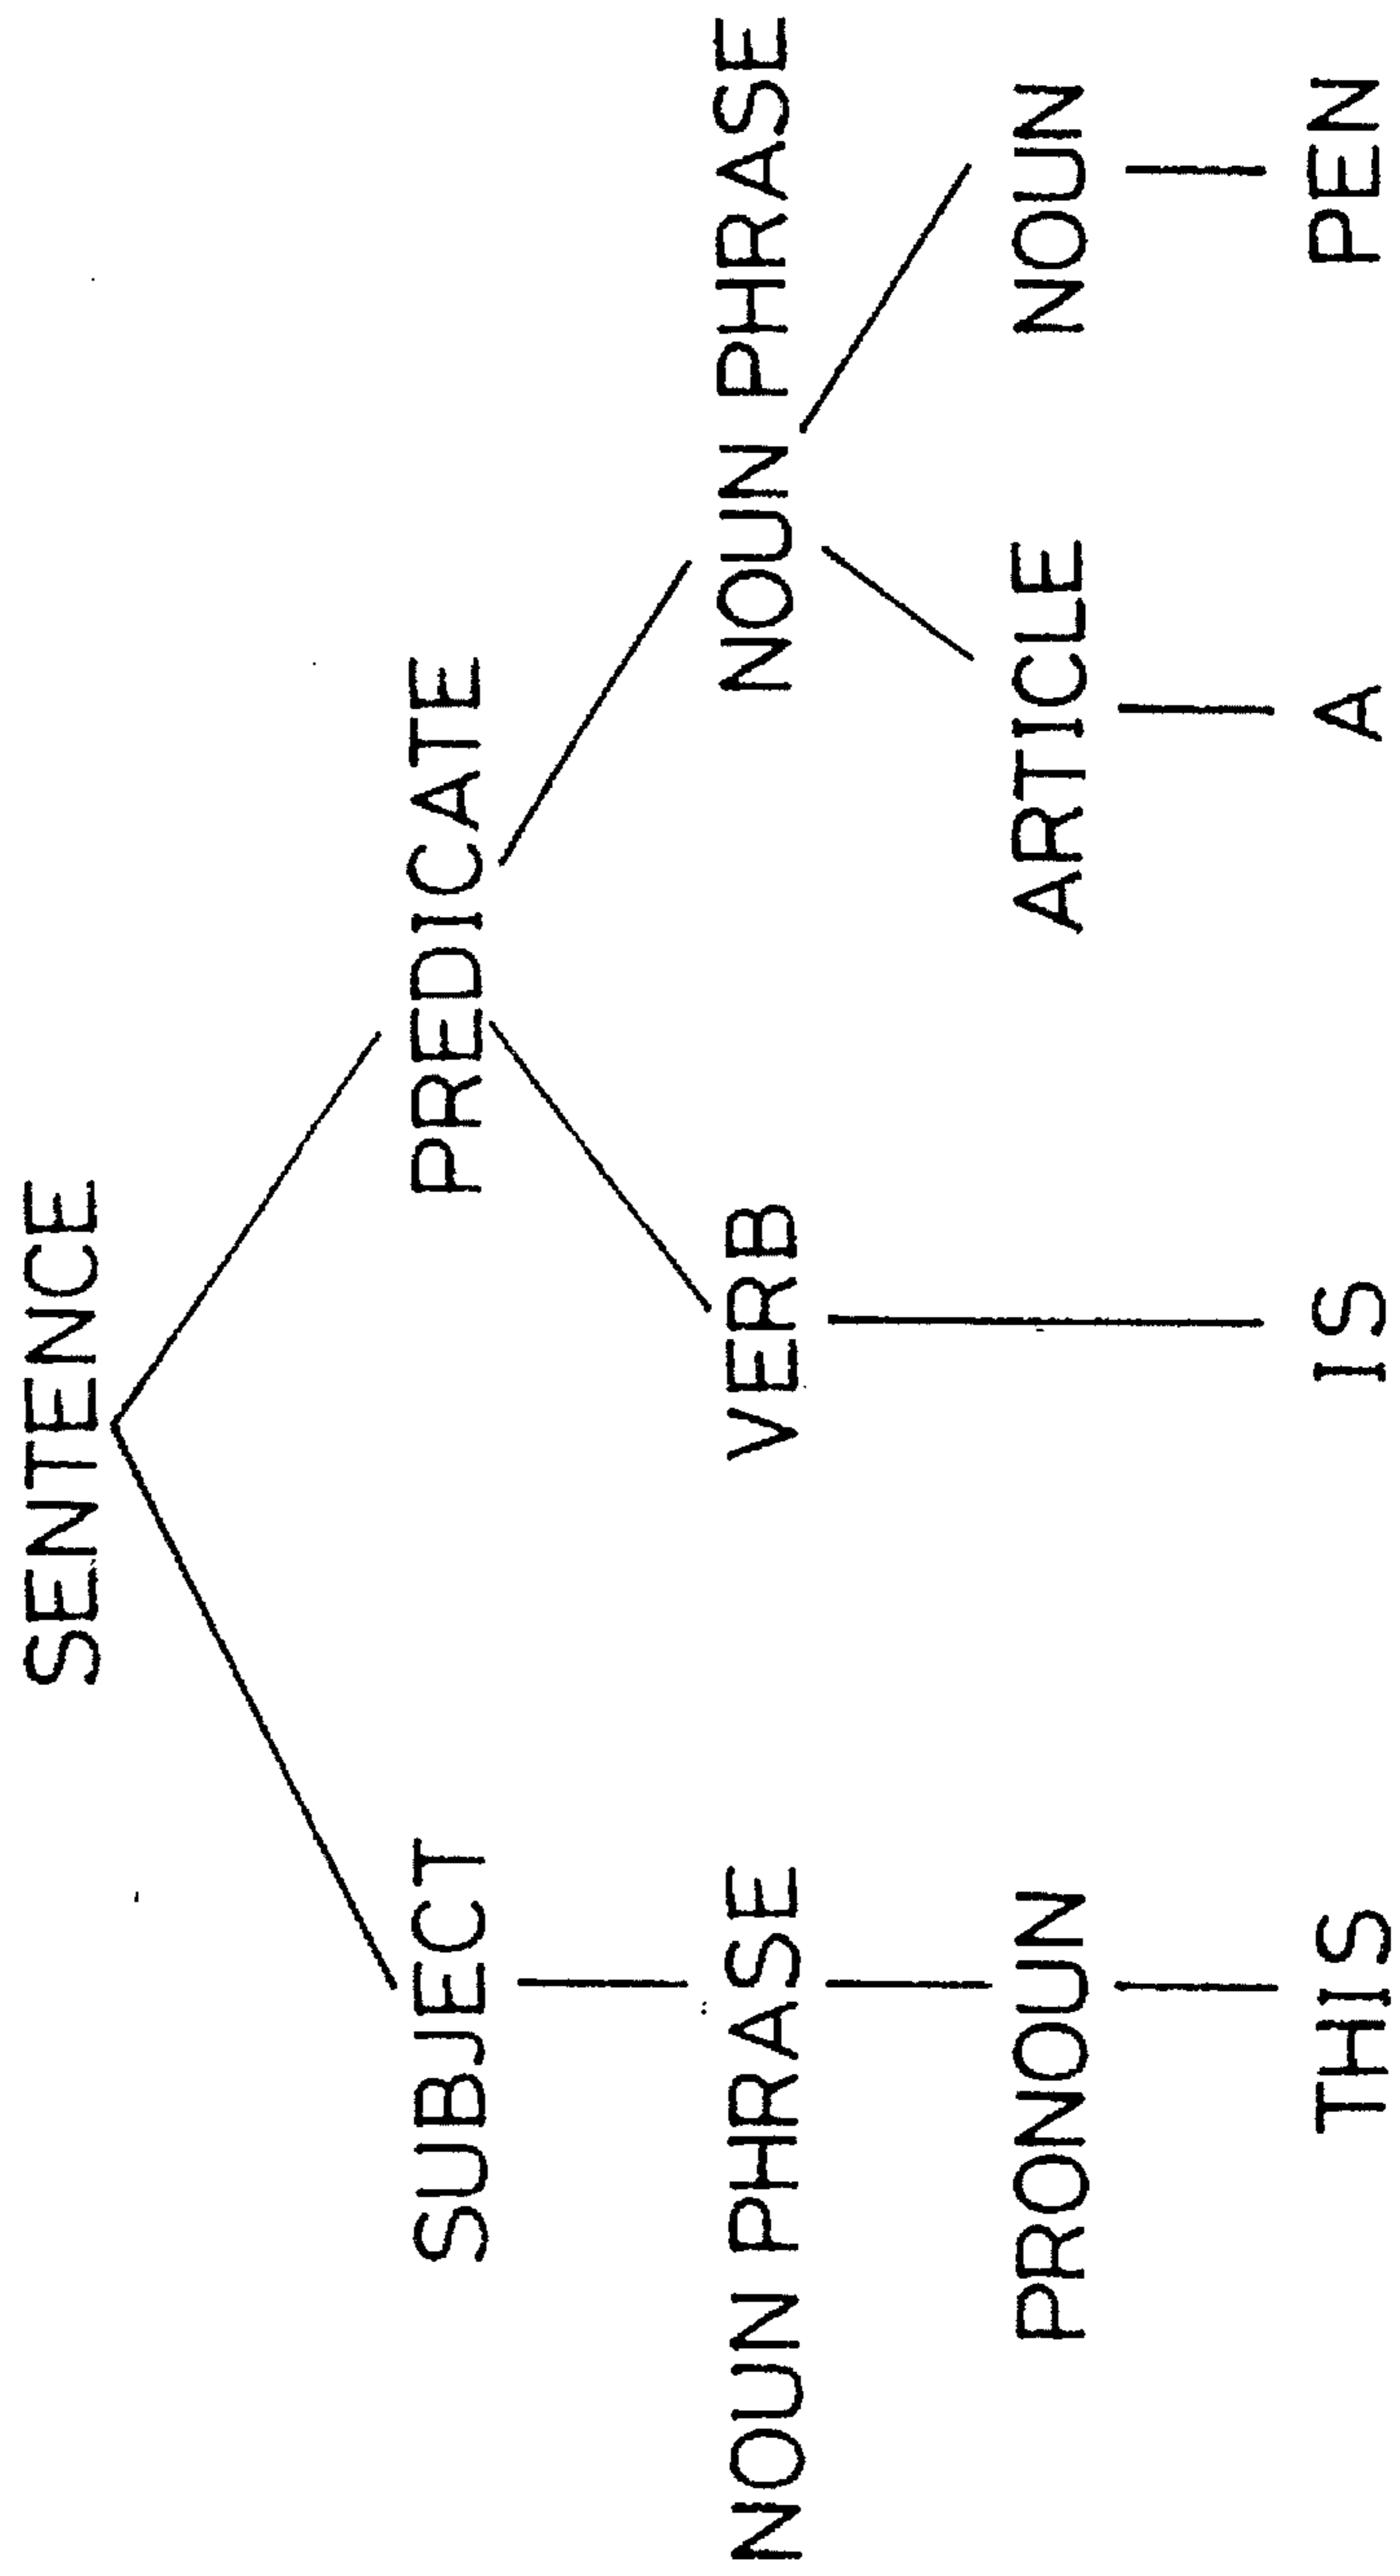 SENTENCE
SUBJECT PREDICATE
NOUN PHRASE VERB NOUN PHRASE
PRONOUN ARTICLE NOUN
THIS IS A PEN